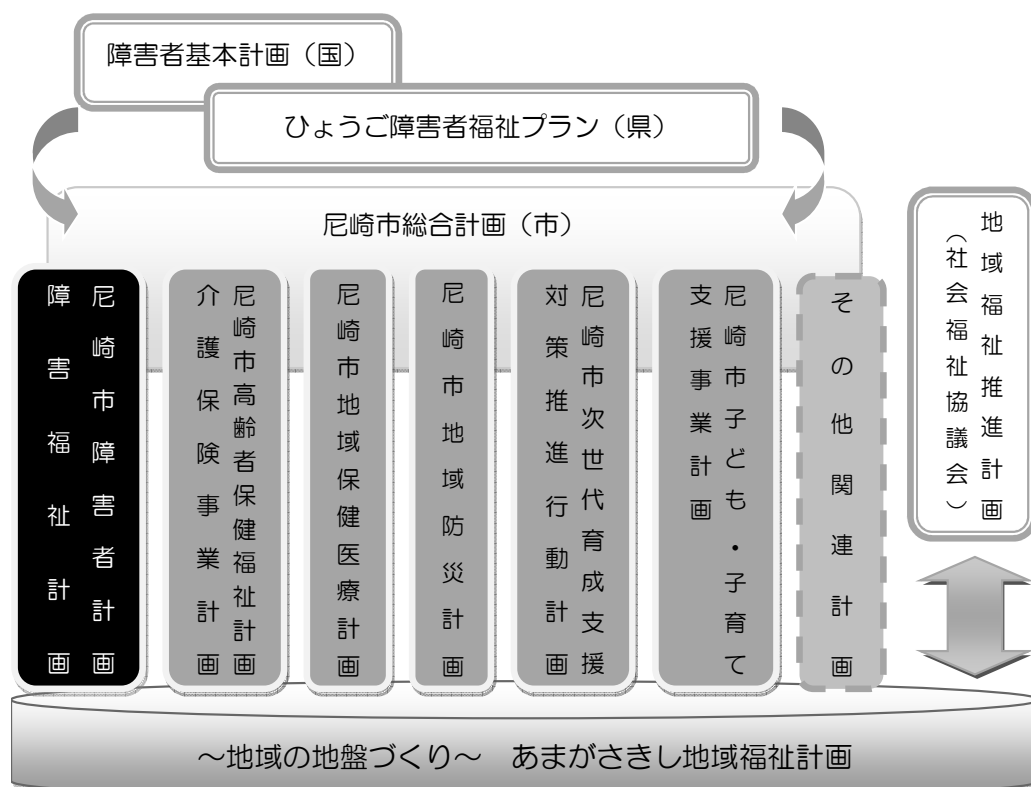 障害者基本計画（国）
ひょうご障害者福祉プラン（県）
尼崎市総合計画（市）
尼崎市障害者計画
障害福祉計画
尼崎市高齢者保健福祉計画
介護保険事業計画
尼崎市地域保健医療計画
尼崎市地域防災計画
尼崎市次世代育成支援
対策推進行動計画
尼崎市子ども・子育て
支援事業計画
その他関連計画
地域福祉推進計画
（社会福祉協議会）
～地域の地盤づくり～　あまがさきし地域福祉計画